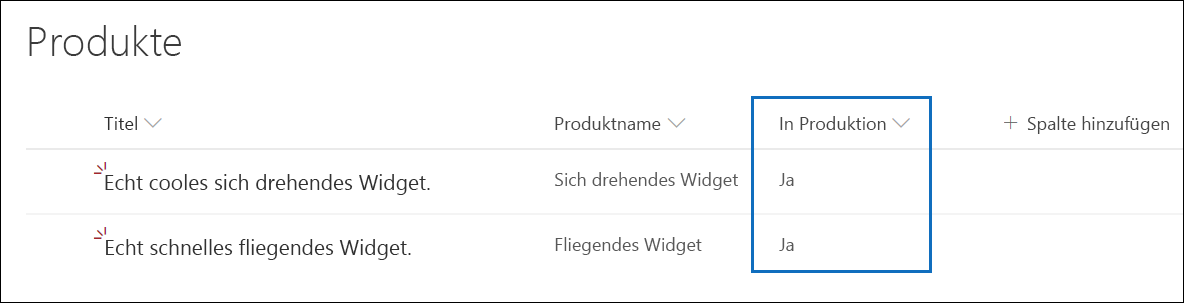 Produkte
Titel Produktname In Produktion + Spalte hinzufügen
Echt cooles sich drehendes Widget. Sich drehendes Widget Ja
Echt schnelles fliegendes Widget. Fliegendes Widget Ja